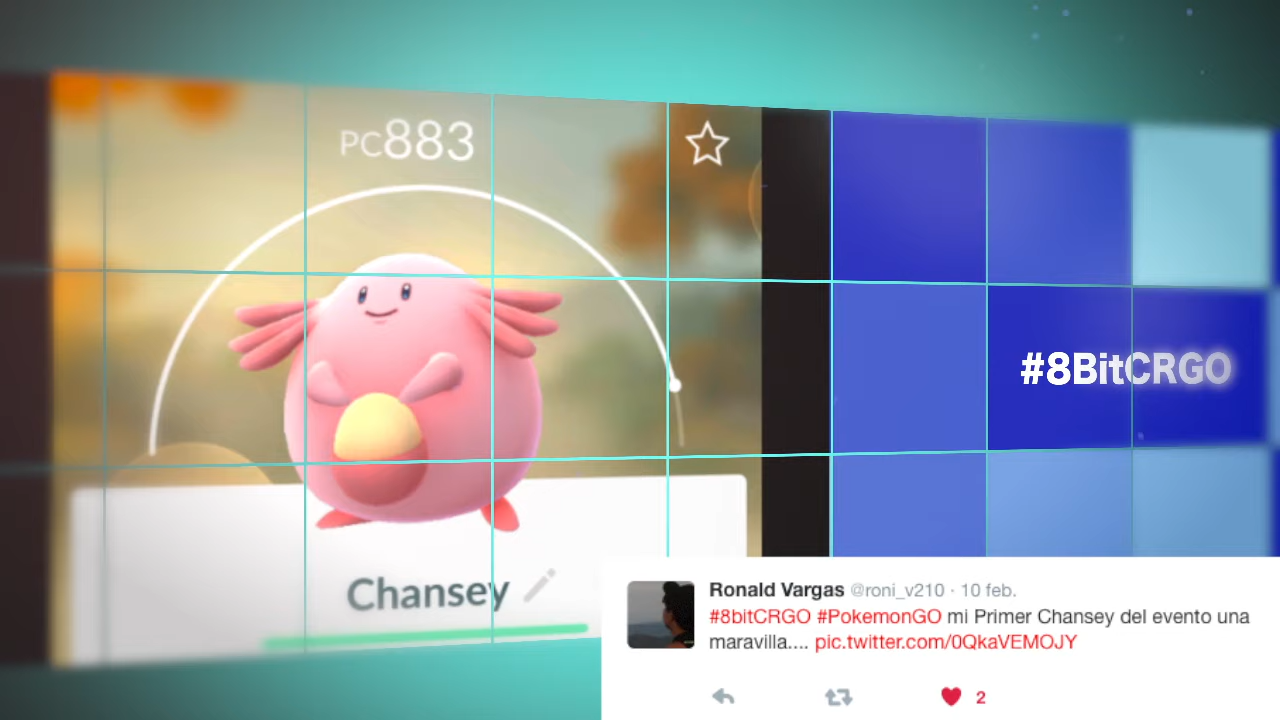 PC883
Chansey
#8BitCRGO
Ronald Vargas @roni_v210 · 10 feb.
#8bitCRGO #PokemonGO mi Primer Chansey del evento una
maravilla.... pic.twitter.com/0QkaVEMOJY
2